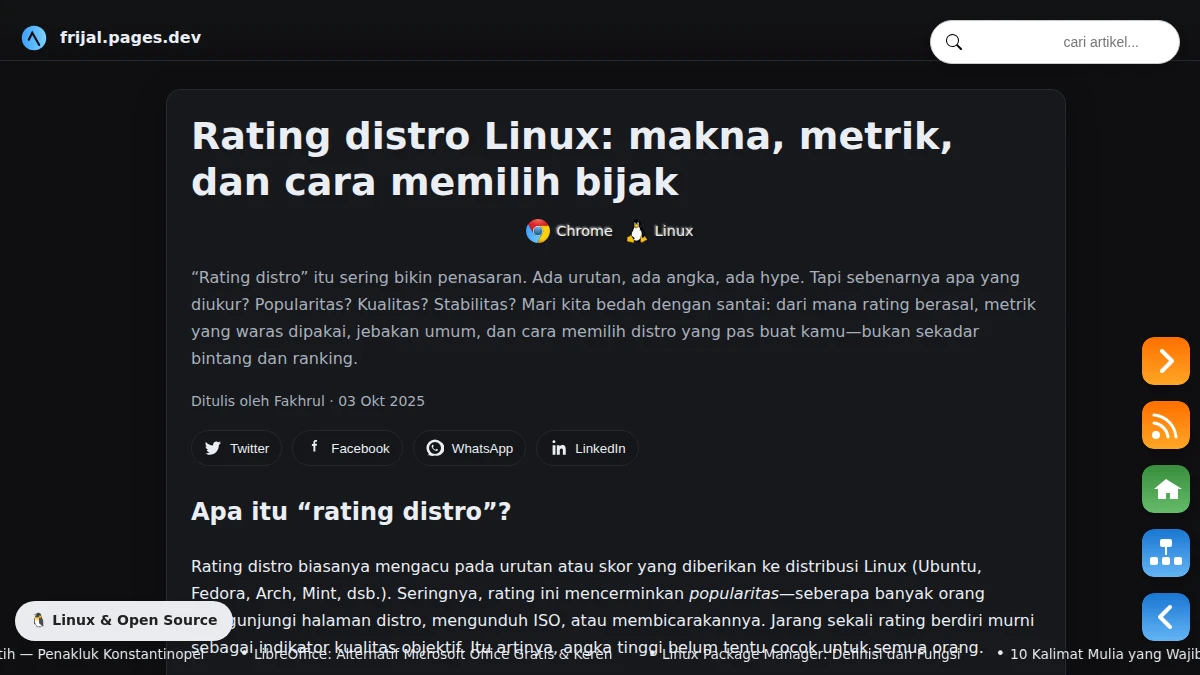 frijal.pages.dev
cari artikel...
Rating distro Linux: makna, metrik,
dan cara memilih bijak
Chrome Linux
“Rating distro” itu sering bikin penasaran. Ada urutan, ada angka, ada hype. Tapi sebenarnya apa yang
diukur? Popularitas? Kualitas? Stabilitas? Mari kita bedah dengan santai: dari mana rating berasal, metrik
yang waras dipakai, jebakan umum, dan cara memilih distro yang pas buat kamu—bukan sekadar
bintang dan ranking.
Ditulis oleh Fakhrul · 03 Okt 2025
Twitter Facebook WhatsApp LinkedIn
Apa itu “rating distro”?
Rating distro biasanya mengacu pada urutan atau skor yang diberikan ke distribusi Linux (Ubuntu,
Fedora, Arch, Mint, dsb.). Seringnya, rating ini mencerminkan popularitas—seberapa banyak orang
gunjungi halaman distro, mengunduh ISO, atau membicarakannya. Jarang sekali rating berdiri murni
Linux & Open Source
sebagai indikator kualitas objektif. Itu artinya, angka tinggi belum tentu cocok untuk semua orang.
tih — Penakluk Konstantinopel • LibreOffice: Alternatif Microsoft Office Gratis & Keren • Linux Package Manager: Definisi dan Fungsi • 10 Kalimat Mulia yang Wajib